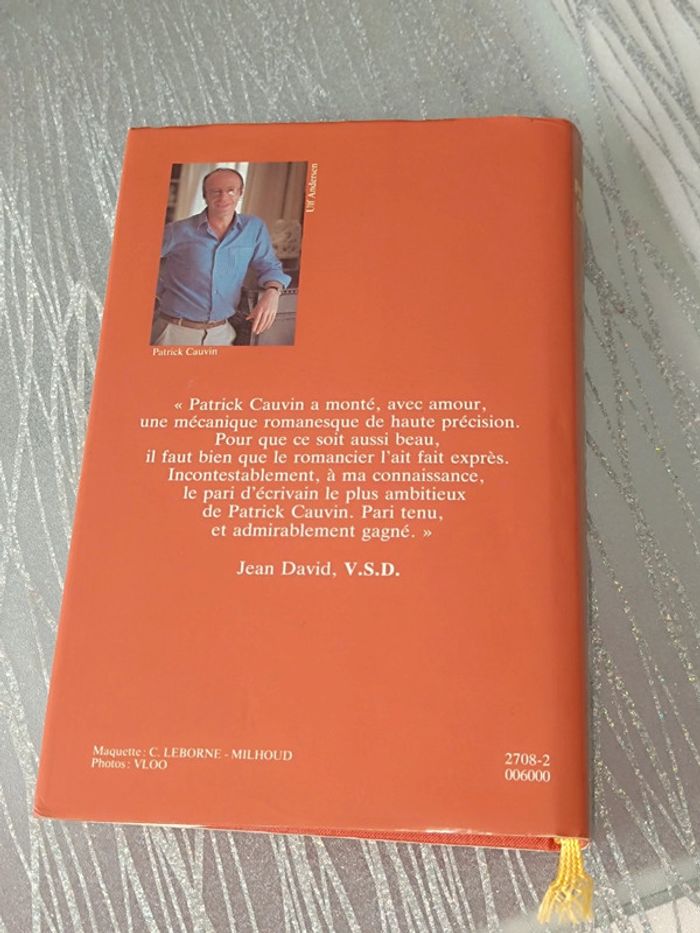 Ulf Andersen
Patrick Cauvin
« Patrick Cauvin a monté, avec amour,
une mécanique romanesque de haute précision.
Pour que ce soit aussi beau,
il faut bien que le romancier l'ait fait exprès.
Incontestablement, à ma connaissance,
le pari d'écrivain le plus ambitieux
de Patrick Cauvin. Pari tenu,
et admirablement gagné. »
Jean David, V.S.D.
Maquette : C. LEBORNE - MILHOUD
Photos : VLOO
2708-2
006000